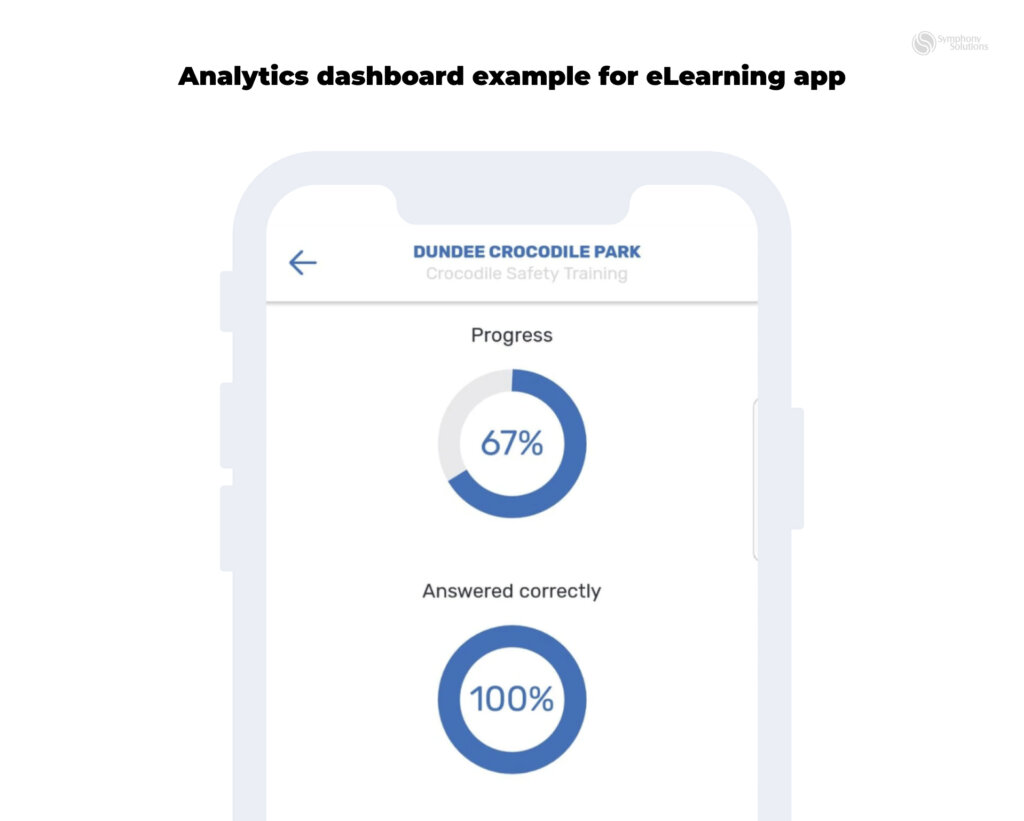 Symphony
Solutions
Analytics dashboard example for eLearning app
DUNDEE CROCODILE PARK
Crocodile Safety Training
Progress
67%
Answered correctly
100%